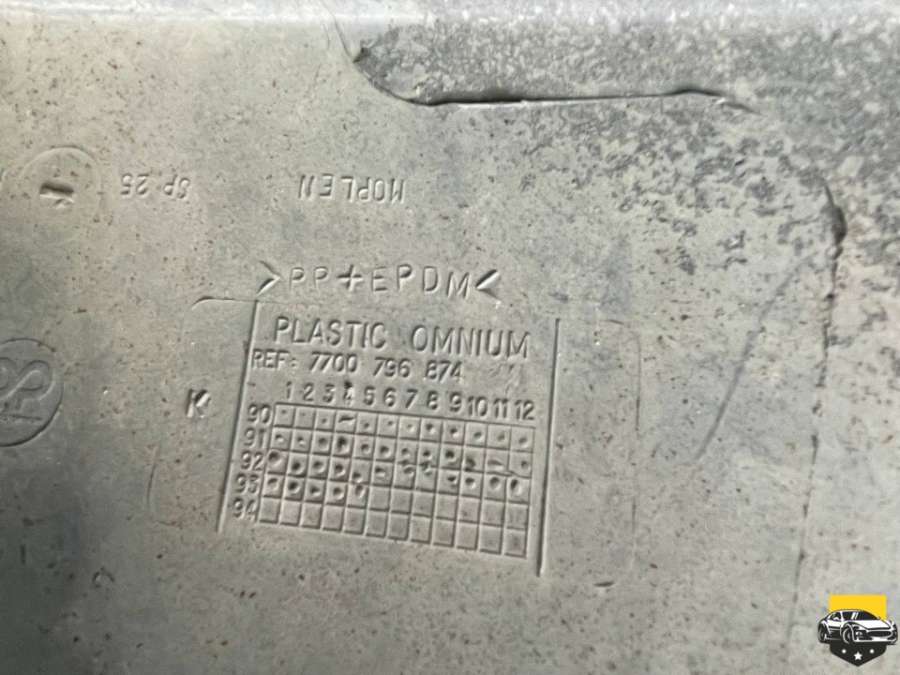 SP 25 MOPLEN
>PP+EPDM<
PLASTIC OMNIUM
REF: 7700 796 874
1 2 3 4 5 6 7 8 9 10 11 12
K
90
91
92
93
94